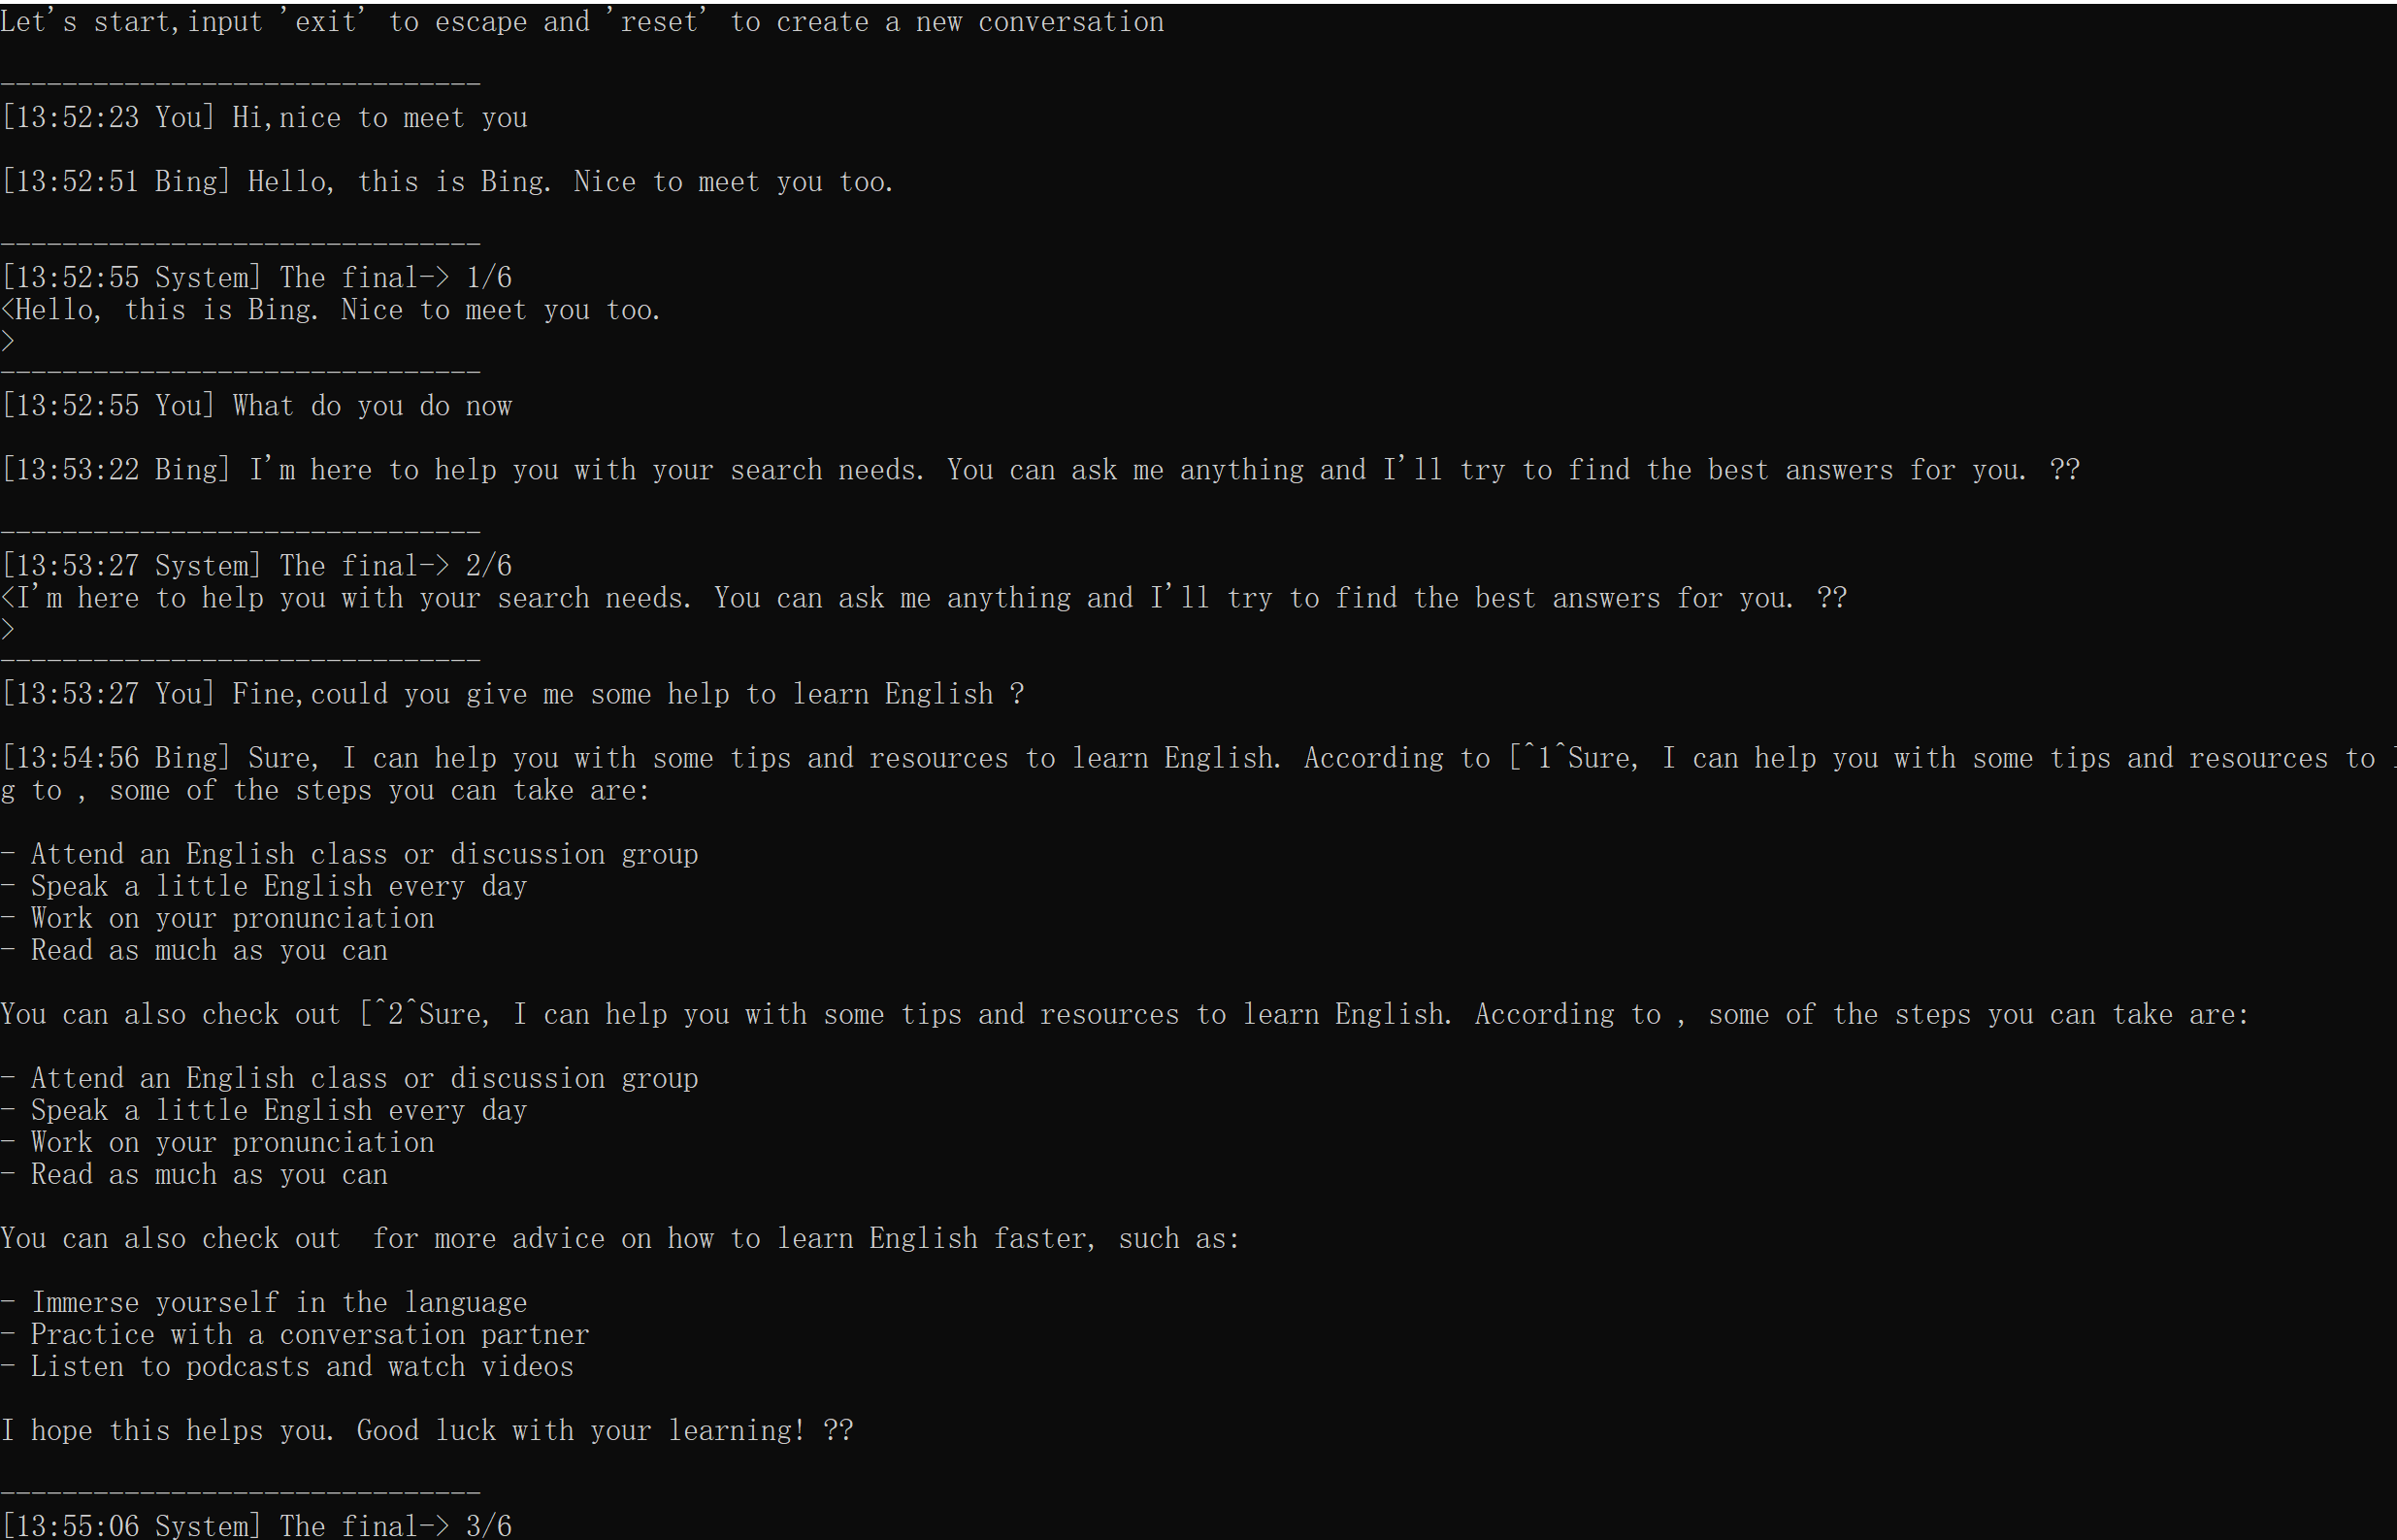 Let's start,input 'exit' to escape and 'reset' to create a new conversation
-------------------------------
[13:52:23 You] Hi,nice to meet you
[13:52:51 Bing] Hello, this is Bing. Nice to meet you too.
-------------------------------
[13:52:55 System] The final-> 1/6
<Hello, this is Bing. Nice to meet you too.
>
-------------------------------
[13:52:55 You] What do you do now
[13:53:22 Bing] I'm here to help you with your search needs. You can ask me anything and I'll try to find the best answers for you. ??
-------------------------------
[13:53:27 System] The final-> 2/6
<I'm here to help you with your search needs. You can ask me anything and I'll try to find the best answers for you. ??
>
-------------------------------
[13:53:27 You] Fine,could you give me some help to learn English ?
[13:54:56 Bing] Sure, I can help you with some tips and resources to learn English. According to [^1^Sure, I can help you with some tips and resources to l
g to , some of the steps you can take are:
- Attend an English class or discussion group
- Speak a little English every day
- Work on your pronunciation
- Read as much as you can
You can also check out [^2^Sure, I can help you with some tips and resources to learn English. According to , some of the steps you can take are:
- Attend an English class or discussion group
- Speak a little English every day
- Work on your pronunciation
- Read as much as you can
You can also check out  for more advice on how to learn English faster, such as:
- Immerse yourself in the language
- Practice with a conversation partner
- Listen to podcasts and watch videos
I hope this helps you. Good luck with your learning! ??
-------------------------------
[13:55:06 System] The final-> 3/6